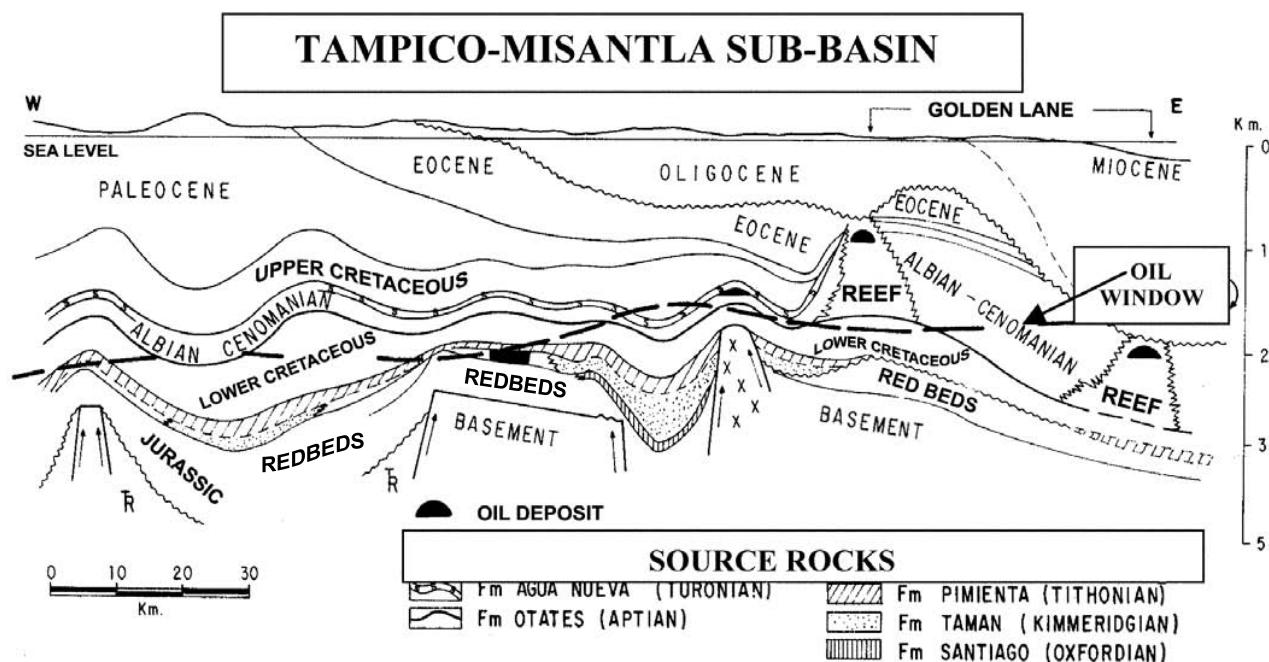 TAMPICO-MISANTLA SUB-BASIN
W
GOLDEN LANE
E
Km.
SEA LEVEL
0
PALEOCENE
EOCENE
OLIGOCENE
MIOCENE
EOCENE
EOCENE
1
UPPER CRETACEOUS
ALBIAN CENOMANIAN
REEF
ALBIAN-CENOMANIAN
OIL
WINDOW
LOWER CRETACEOUS
LOWER CRETACEOUS
2
REDBEDS
RED BEDS
REEF
X
X X
X
X X
BASEMENT
BASEMENT
JURASSIC
REDBEDS
3
TR
TR
OIL DEPOSIT
5
SOURCE ROCKS
0 10 20 30
Km.
Fm AGUA NUEVA (TURONIAN)
Fm OTATES (APTIAN)
Fm PIMIENTA (TITHONIAN)
Fm TAMAN (KIMMERIDGIAN)
Fm SANTIAGO (OXFORDIAN)